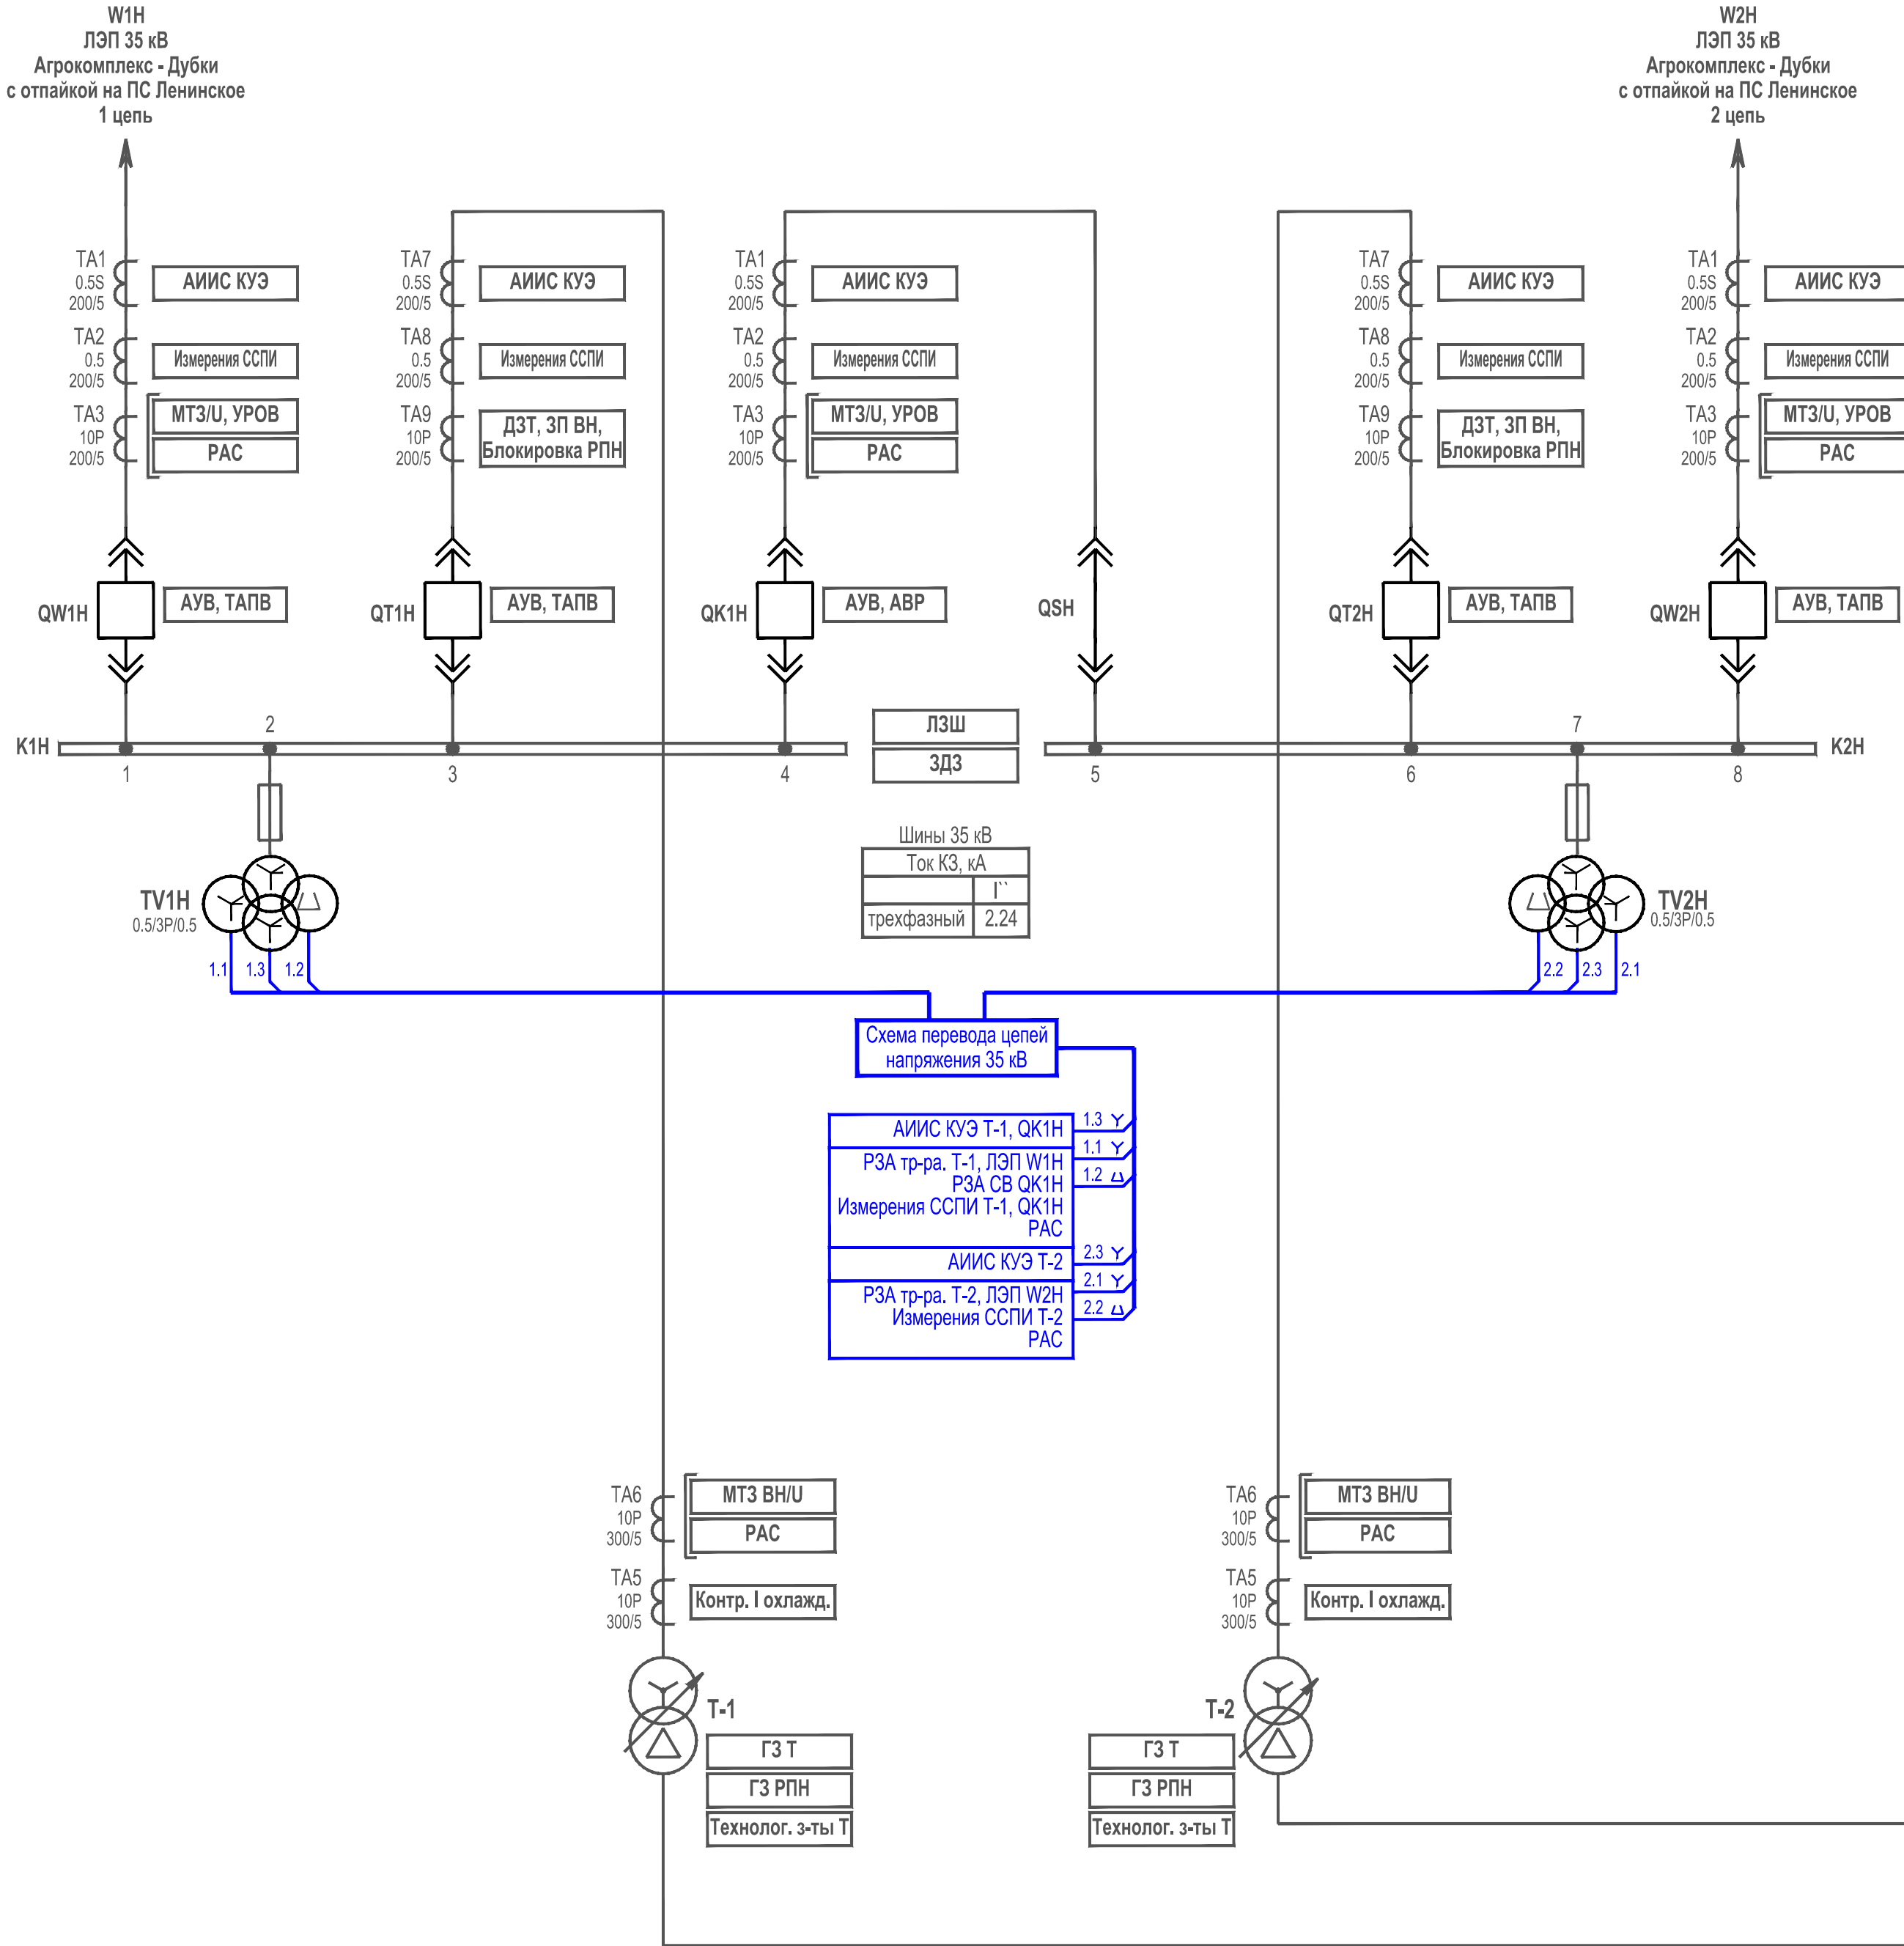 W1H
ЛЭП 35 кВ
Агрокомплекс - Дубки
с отпайкой на ПС Ленинское
1 цепь
W2H
ЛЭП 35 кВ
Агрокомплекс - Дубки
с отпайкой на ПС Ленинское
2 цепь
TA1
0.5S
200/5
АИИС КУЭ
TA2
0.5
200/5
Измерения ССПИ
TA3
10P
200/5
МТЗ/U, УРОВ
РАС
TA7
0.5S
200/5
АИИС КУЭ
TA8
0.5
200/5
Измерения ССПИ
TA9
10P
200/5
ДЗТ, ЗП ВН,
Блокировка РПН
TA1
0.5S
200/5
АИИС КУЭ
TA2
0.5
200/5
Измерения ССПИ
TA3
10P
200/5
МТЗ/U, УРОВ
РАС
TA7
0.5S
200/5
АИИС КУЭ
TA8
0.5
200/5
Измерения ССПИ
TA9
10P
200/5
ДЗТ, ЗП ВН,
Блокировка РПН
TA1
0.5S
200/5
АИИС КУЭ
TA2
0.5
200/5
Измерения ССПИ
TA3
10P
200/5
МТЗ/U, УРОВ
РАС
QW1H
АУВ, ТАПВ
QT1H
АУВ, ТАПВ
QK1H
АУВ, АВР
QSH
QT2H
АУВ, ТАПВ
QW2H
АУВ, ТАПВ
K1H
1
2
3
4
ЛЗШ
ЗДЗ
5
6
7
8
K2H
Шины 35 кВ
Ток КЗ, кА
I``
трехфазный 2.24
TV1H
0.5/3P/0.5
1.1 1.3 1.2
TV2H
0.5/3P/0.5
2.2 2.3 2.1
Схема перевода цепей
напряжения 35 кВ
АИИС КУЭ Т-1, QK1H 1.3
РЗА тр-ра. Т-1, ЛЭП W1H 1.1
РЗА СВ QK1H 1.2
Измерения ССПИ Т-1, QK1H
РАС
АИИС КУЭ Т-2 2.3
РЗА тр-ра. Т-2, ЛЭП W2H 2.1
Измерения ССПИ Т-2 2.2
РАС
TA6
10P
300/5
МТЗ ВН/U
РАС
TA5
10P
300/5
Контр. I охлажд.
Т-1
ГЗ Т
ГЗ РПН
Технолог. з-ты Т
TA6
10P
300/5
МТЗ ВН/U
РАС
TA5
10P
300/5
Контр. I охлажд.
Т-2
ГЗ Т
ГЗ РПН
Технолог. з-ты Т